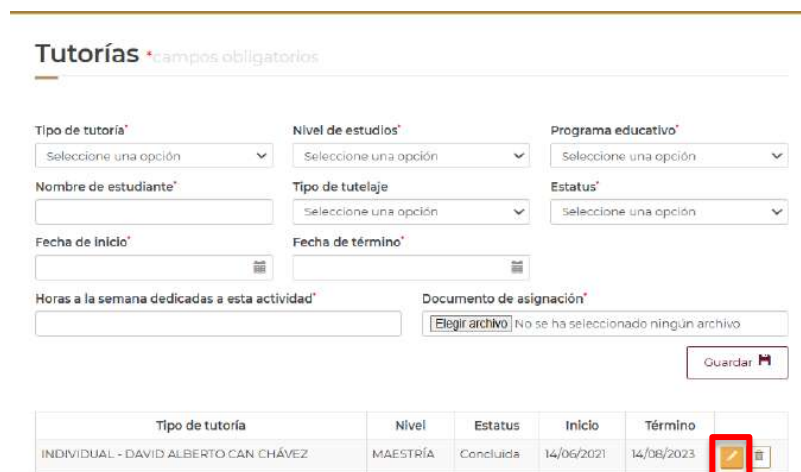 Tutorías *campos obligatorios
Tipo de tutoría* Nivel de estudios* Programa educativo*
Seleccione una opción Seleccione una opción Seleccione una opción
Nombre de estudiante* Tipo de tutelaje Estatus*
Seleccione una opción Seleccione una opción
Fecha de inicio* Fecha de término*
Horas a la semana dedicadas a esta actividad* Documento de asignación*
Elegir archivo No se ha seleccionado ningún archivo
Guardar
Tipo de tutoría Nivel Estatus Inicio Término
INDIVIDUAL - DAVID ALBERTO CAN CHÁVEZ MAESTRÍA Concluida 14/06/2021 14/08/2023